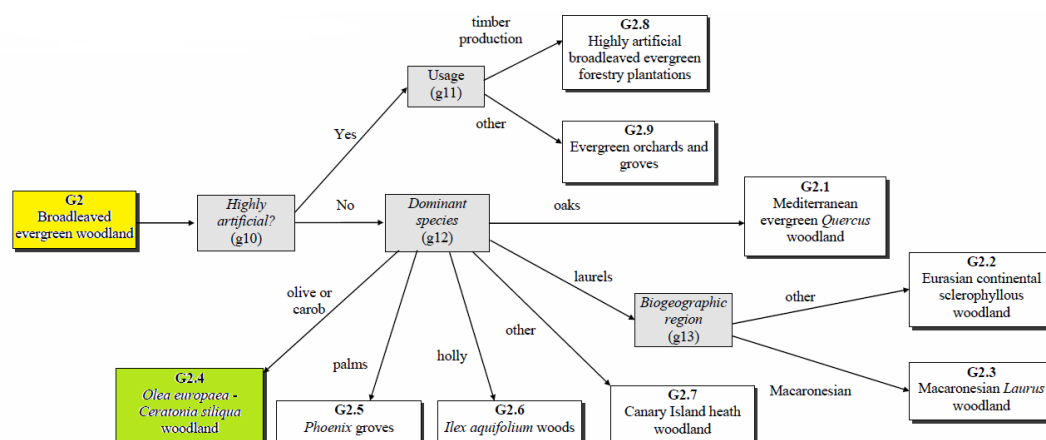 timber
production
G2.8
Highly artificial
broadleaved evergreen
forestry plantations
Usage
(g11)
other
G2.9
Evergreen orchards and
groves
Yes
G2
Broadleaved
evergreen woodland
Highly
artificial?
(g10)
No
Dominant
species
(g12)
oaks
G2.1
Mediterranean
evergreen Quercus
woodland
laurels
Biogeographic
region
(g13)
other
G2.2
Eurasian continental
sclerophyllous
woodland
Macaronesian
G2.3
Macaronesian Laurus
woodland
olive or
carob
G2.4
Olea europaea -
Ceratonia siliqua
woodland
palms
G2.5
Phoenix groves
holly
G2.6
Ilex aquifolium woods
other
G2.7
Canary Island heath
woodland